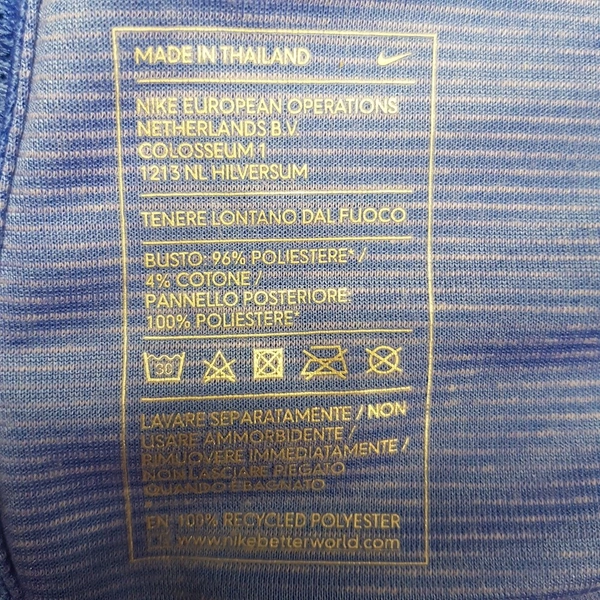 MADE IN THAILAND
NIKE EUROPEAN OPERATIONS
NETHERLANDS B.V.
COLOSSEUM 1
1213 NL HILVERSUM
TENERE LONTANO DAL FUOCO
BUSTO: 96% POLIESTERE* /
4% COTONE /
PANNELLO POSTERIORE:
100% POLIESTERE*
30
LAVARE SEPARATAMENTE / NON
USARE AMMORBIDENTE /
RIMUOVERE IMMEDIATAMENTE /
NON LASCIARE PIEGATO
QUANDO È BAGNATO
*
EN 100% RECYCLED POLYESTER
www.nikebetterworld.com